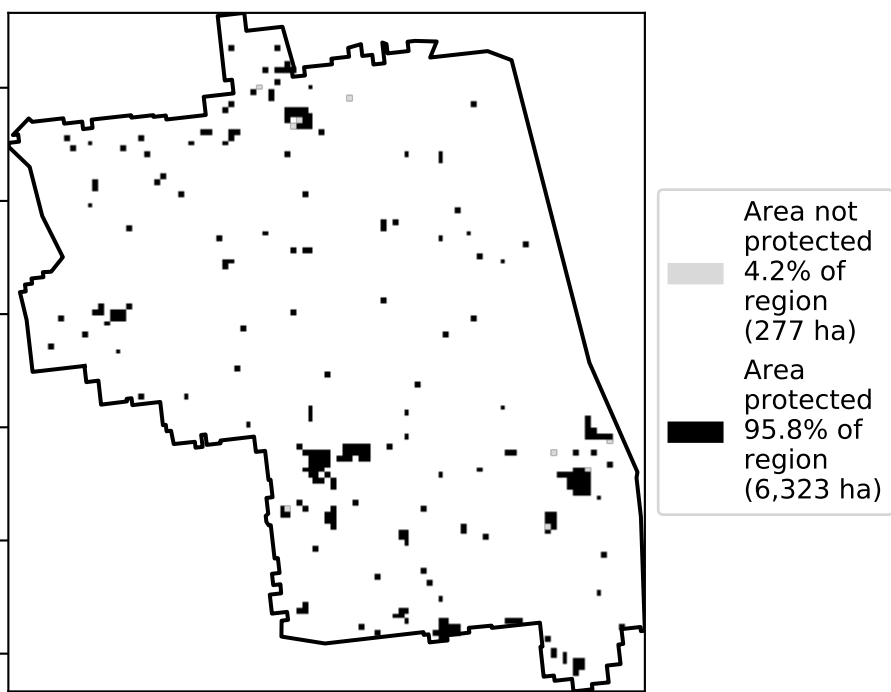 Area not
protected
4.2% of
region
(277 ha)
Area
protected
95.8% of
region
(6,323 ha)